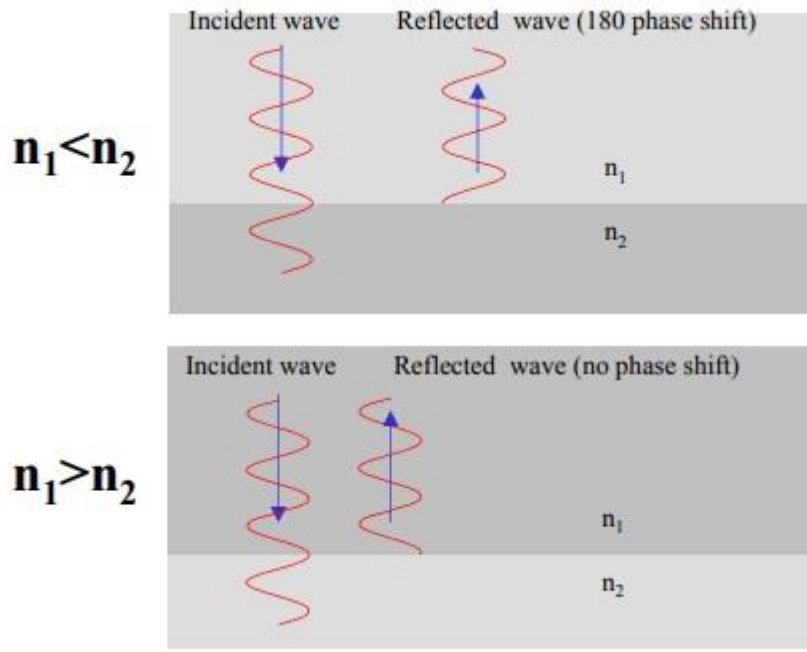 Incident wave Reflected wave (180 phase shift)
n₁<n₂
n₁
n₂
Incident wave Reflected wave (no phase shift)
n₁>n₂
n₁
n₂